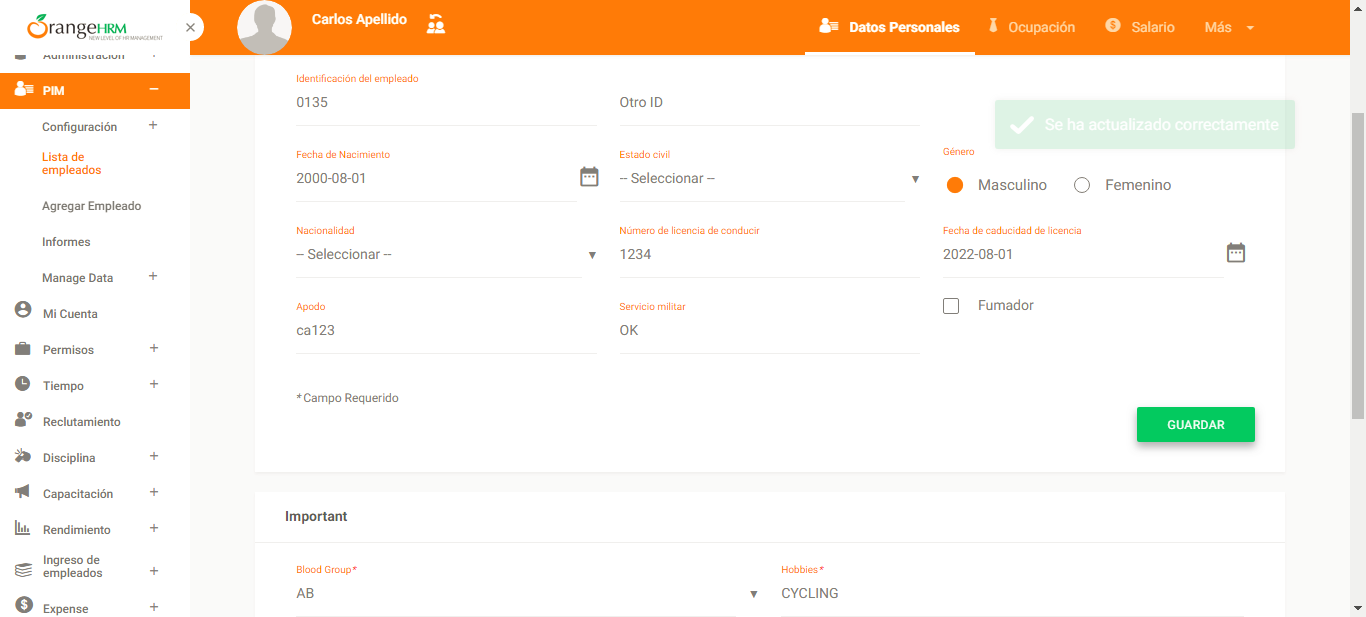 OrangeHRM
NEW LEVEL OF HR MANAGEMENT
Carlos Apellido
Datos Personales
Ocupación
Salario
Más
Administración
PIM
Configuración
Lista de
empleados
Agregar Empleado
Informes
Manage Data
Mi Cuenta
Permisos
Tiempo
Reclutamiento
Disciplina
Capacitación
Rendimiento
Ingreso de
empleados
Expense
Identificación del empleado
0135
Otro ID
Se ha actualizado correctamente
Fecha de Nacimiento
2000-08-01
Estado civil
-- Seleccionar --
Género
Masculino
Femenino
Nacionalidad
-- Seleccionar --
Número de licencia de conducir
1234
Fecha de caducidad de licencia
2022-08-01
Apodo
ca123
Servicio militar
OK
Fumador
* Campo Requerido
GUARDAR
Important
Blood Group*
AB
Hobbies*
CYCLING